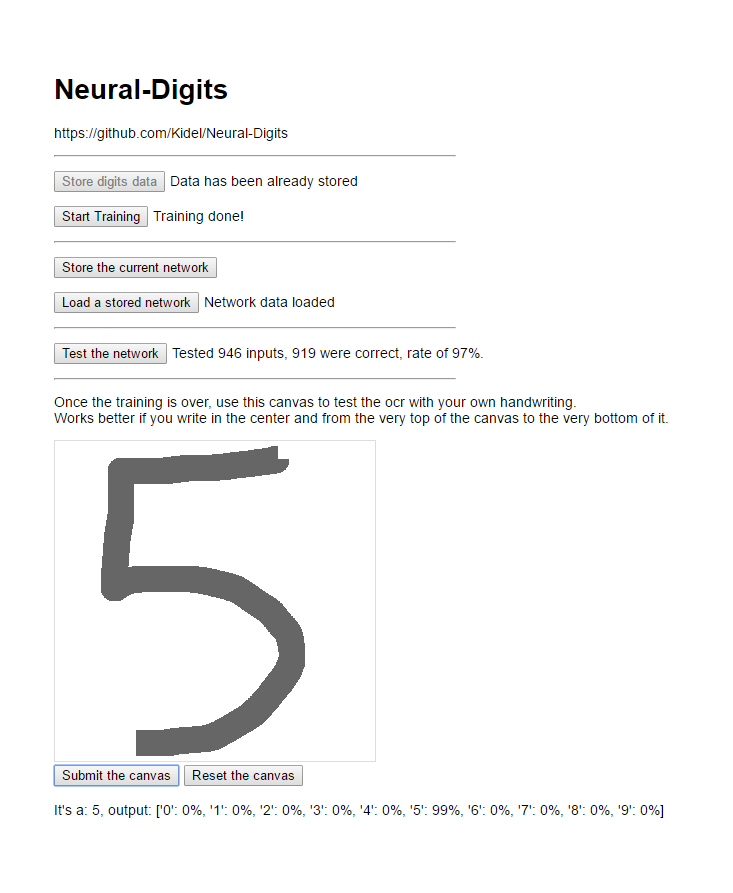 Neural-Digits
https://github.com/Kidel/Neural-Digits
Store digits data Data has been already stored
Start Training Training done!
Store the current network
Load a stored network Network data loaded
Test the network Tested 946 inputs, 919 were correct, rate of 97%.
Once the training is over, use this canvas to test the ocr with your own handwriting.
Works better if you write in the center and from the very top of the canvas to the very bottom of it.
5
Submit the canvas Reset the canvas
It's a: 5, output: ['0': 0%, '1': 0%, '2': 0%, '3': 0%, '4': 0%, '5': 99%, '6': 0%, '7': 0%, '8': 0%, '9': 0%]